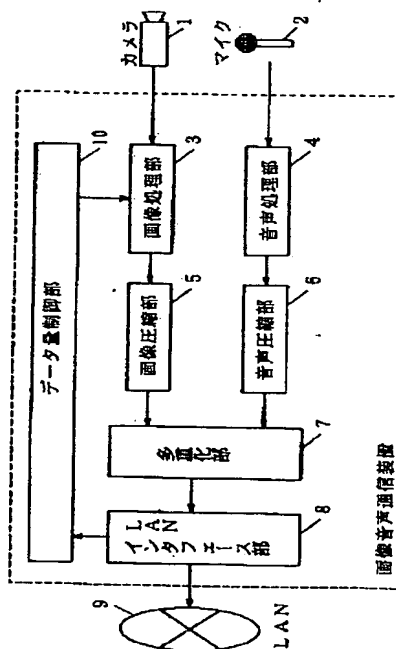 カメラ
1
マイク
2
データ量制御部
10
画像処理部
3
音声処理部
4
画像圧縮部
5
音声圧縮部
6
多重化部
7
LAN
インタフェース部
8
9
LAN
画像音声通信装置